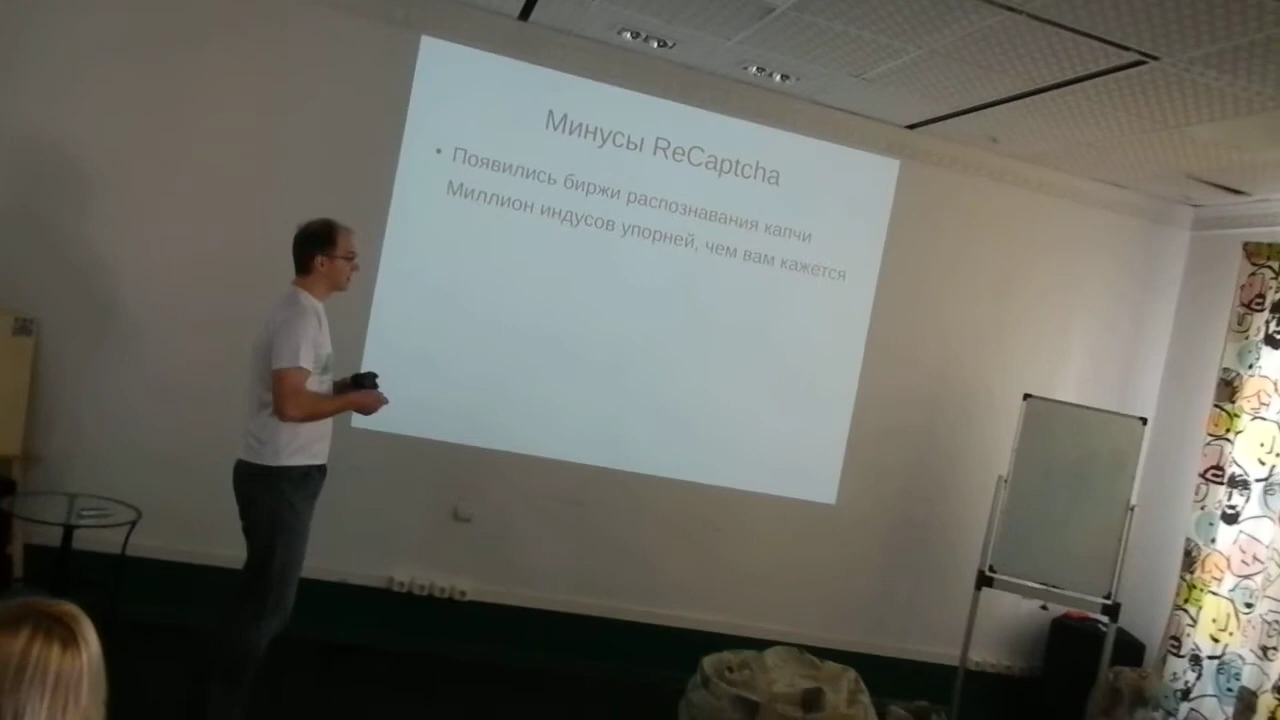 Минусы ReCaptcha
• Появились биржи распознавания капчи
Миллион индусов упорней, чем вам кажется